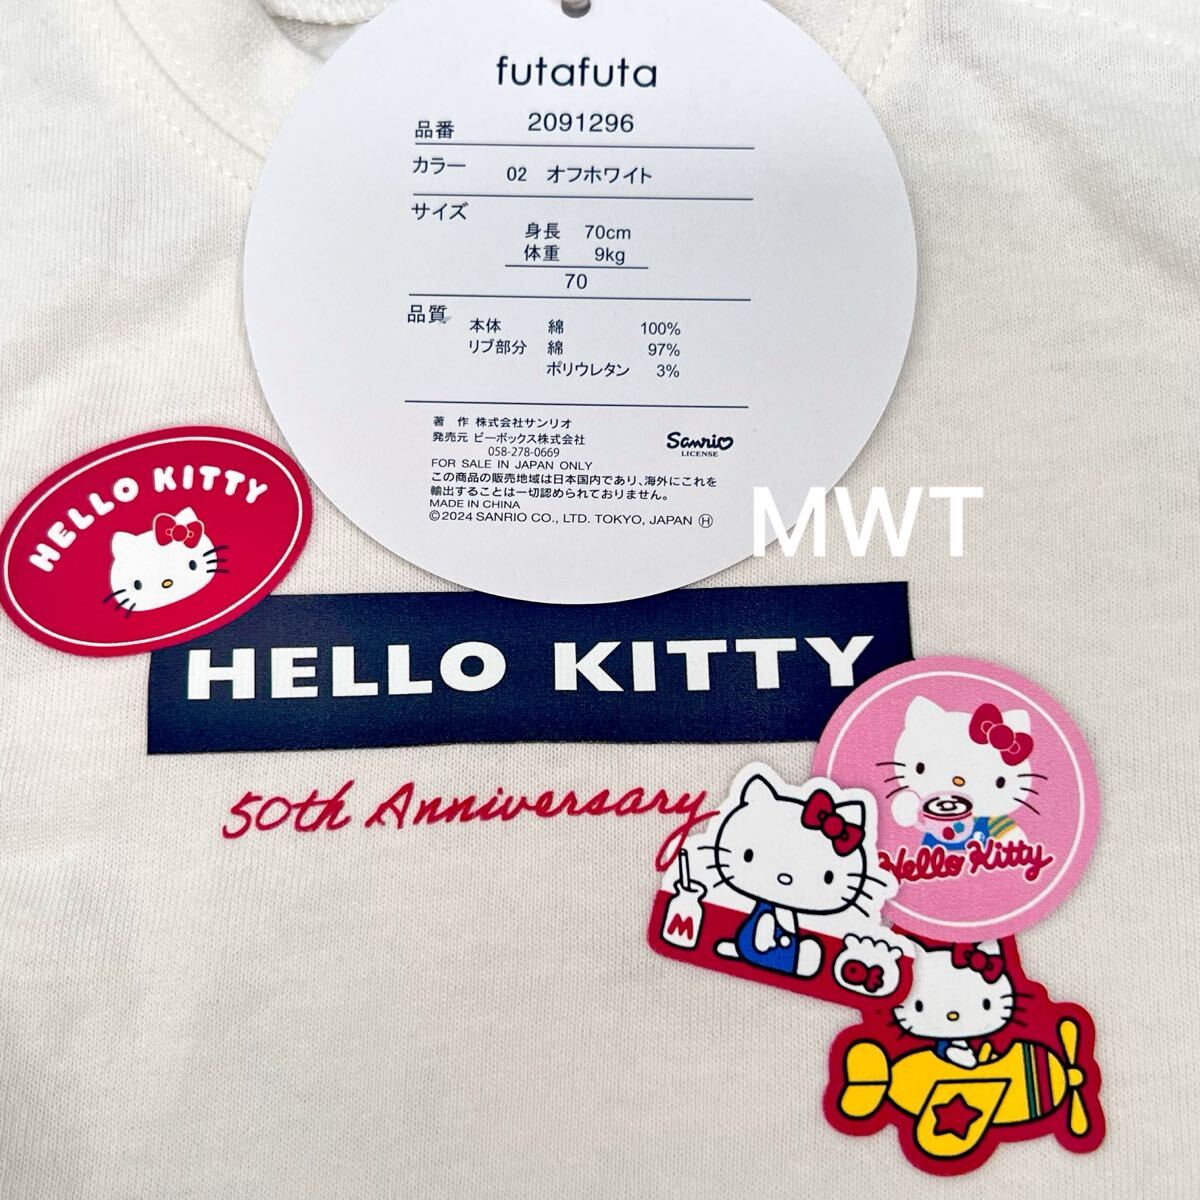 futafuta
品番 2091296
カラー 02 オフホワイト
サイズ
身長 70cm
体重 9kg
70
品質 本体 綿 100%
リブ部分 綿 97%
ポリウレタン 3%
著 作 株式会社サンリオ
発売元 ビーボックス株式会社
058-278-0669
Sanrio
LICENSE
FOR SALE IN JAPAN ONLY
この商品の販売地域は日本国内であり、海外にこれを
輸出することは一切認められておりません。
MADE IN CHINA
©2024 SANRIO CO., LTD. TOKYO, JAPAN Ⓗ
MWT
HELLO KITTY
HELLO KITTY
50th Anniversary
Hello Kitty
M